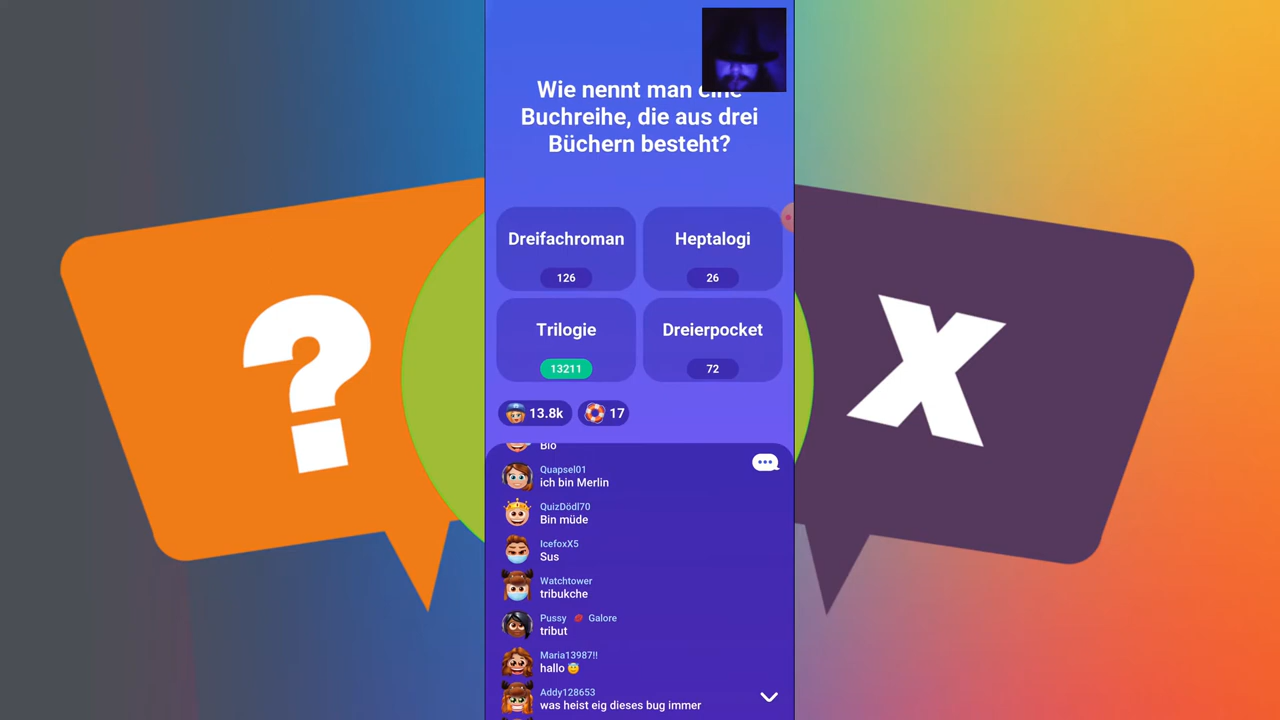 Wie nennt man eine
Buchreihe, die aus drei
Büchern besteht?
Dreifachroman
126
Heptalogi
26
Trilogie
13211
Dreierpocket
72
13.8k
17
?
X
Bio
Quapsel01
ich bin Merlin
QuizDödl70
Bin müde
IcefoxX5
Sus
Watchtower
tribukche
Pussy 💋 Galore
tribut
Maria13987!!
hallo 😇
Addy128653
was heist eig dieses bug immer